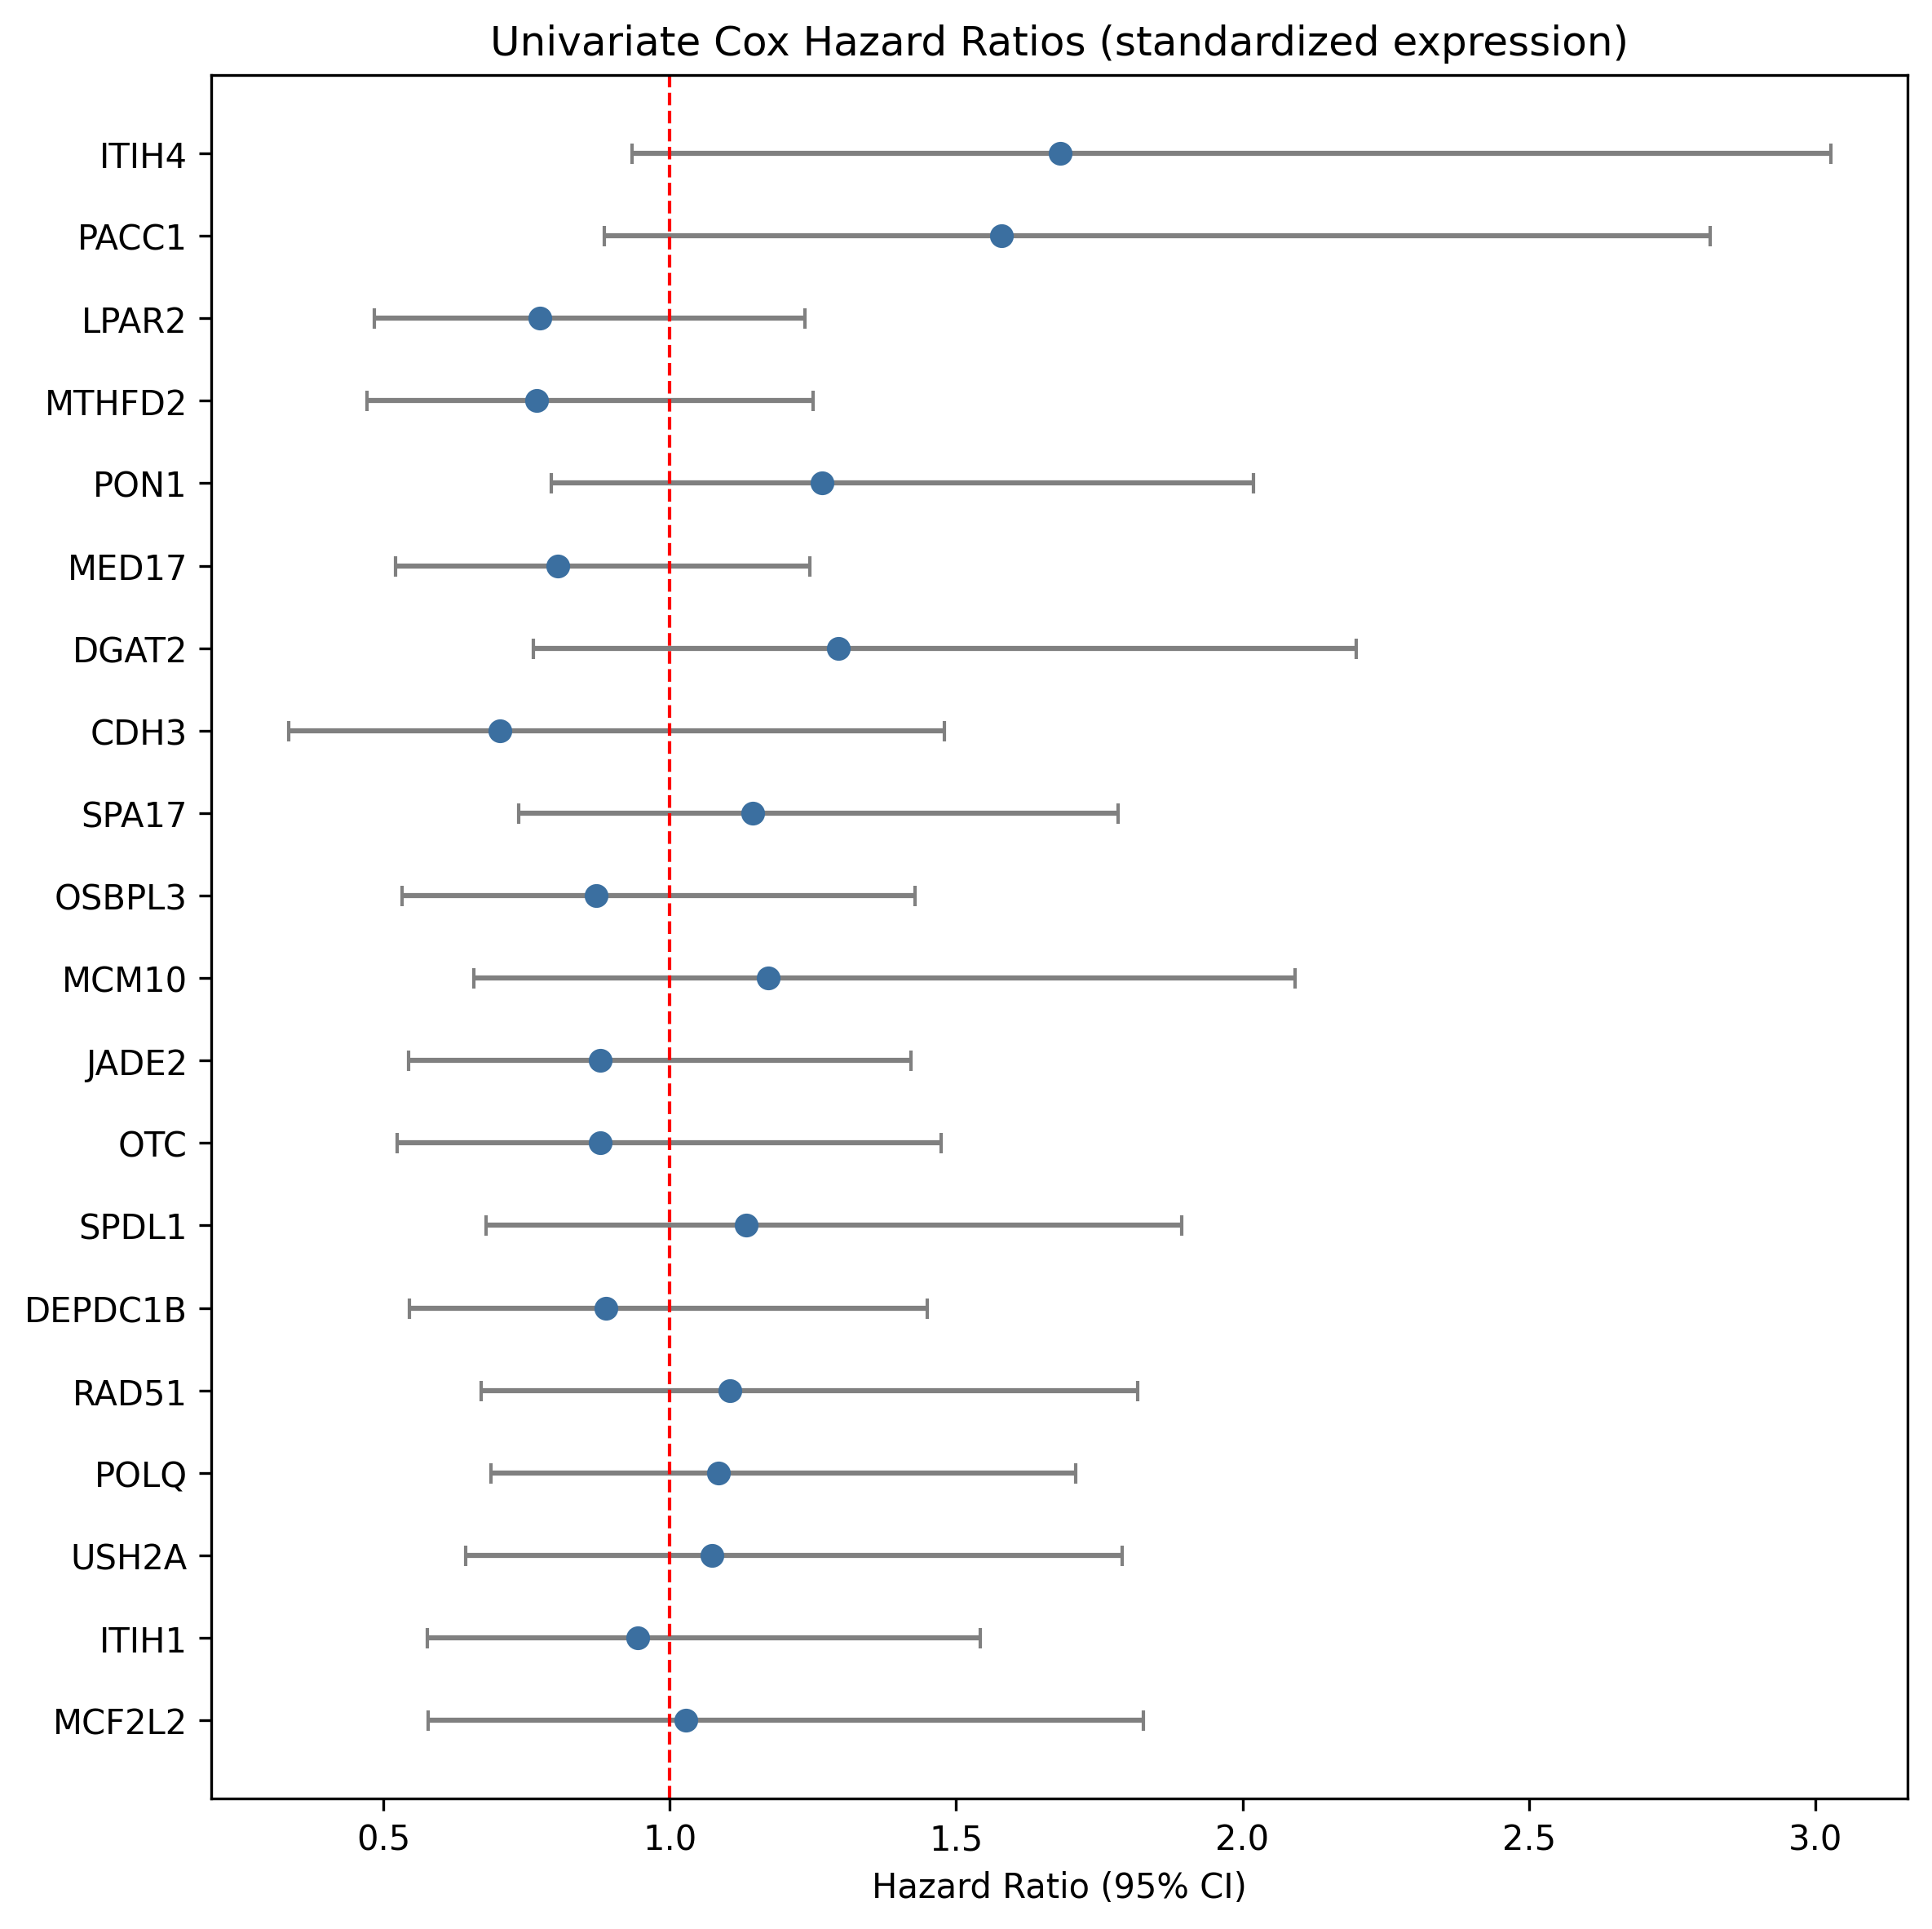 Univariate Cox Hazard Ratios (standardized expression)
ITIH4
PACC1
LPAR2
MTHFD2
PON1
MED17
DGAT2
CDH3
SPA17
OSBPL3
MCM10
JADE2
OTC
SPDL1
DEPDC1B
RAD51
POLQ
USH2A
ITIH1
MCF2L2
0.5 1.0 1.5 2.0 2.5 3.0
Hazard Ratio (95% CI)